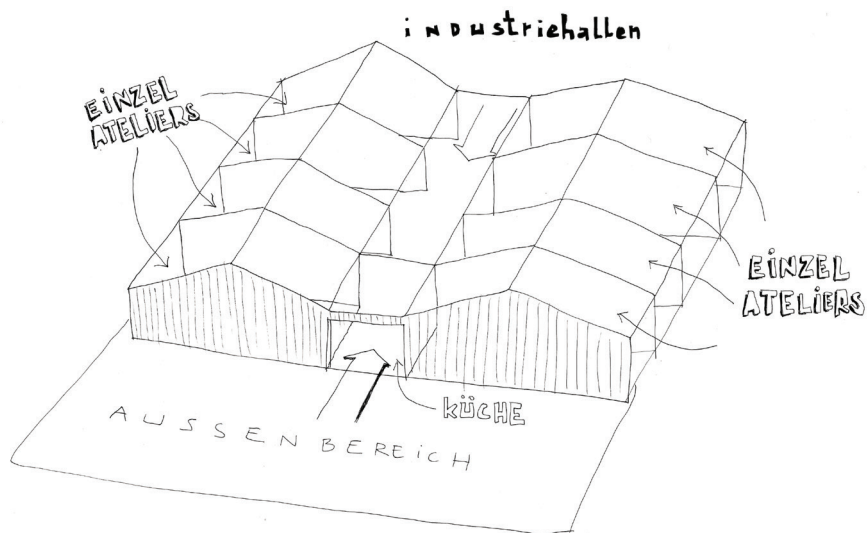 iNDUstriehallen
EiNZEL
ATELiERS
EiNZEL
ATELiERS
KÜCHE
AUSSENBEREiCH